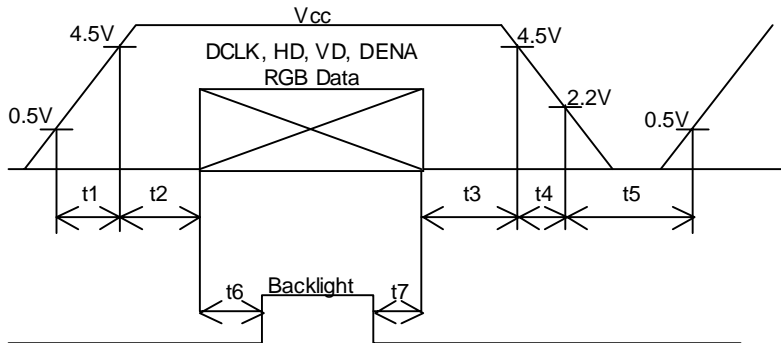 Vcc
4.5V
DCLK, HD, VD, DENA
4.5V
RGB Data
2.2V
0.5V
0.5V
t1
t2
t3
t4
t5
t6
Backlight
t7